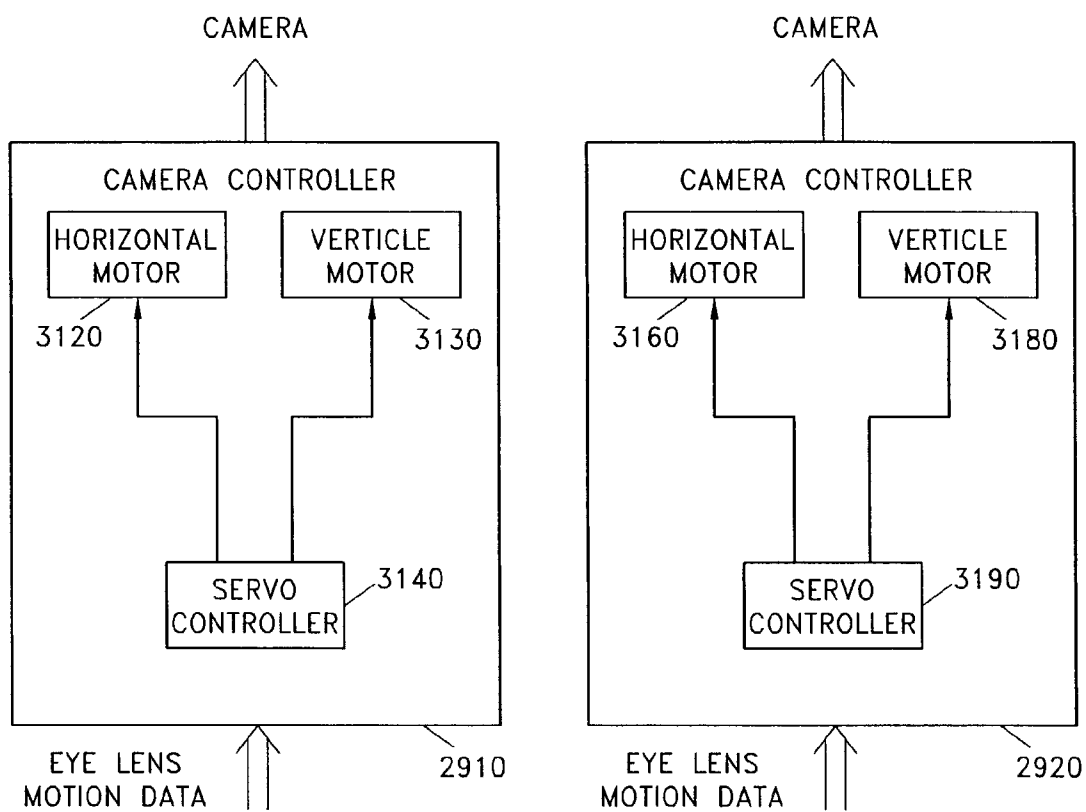 CAMERA
CAMERA CONTROLLER
HORIZONTAL
MOTOR
VERTICLE
MOTOR
3120
3130
SERVO
CONTROLLER
3140
EYE LENS
MOTION DATA
2910
CAMERA
CAMERA CONTROLLER
HORIZONTAL
MOTOR
VERTICLE
MOTOR
3160
3180
SERVO
CONTROLLER
3190
EYE LENS
MOTION DATA
2920